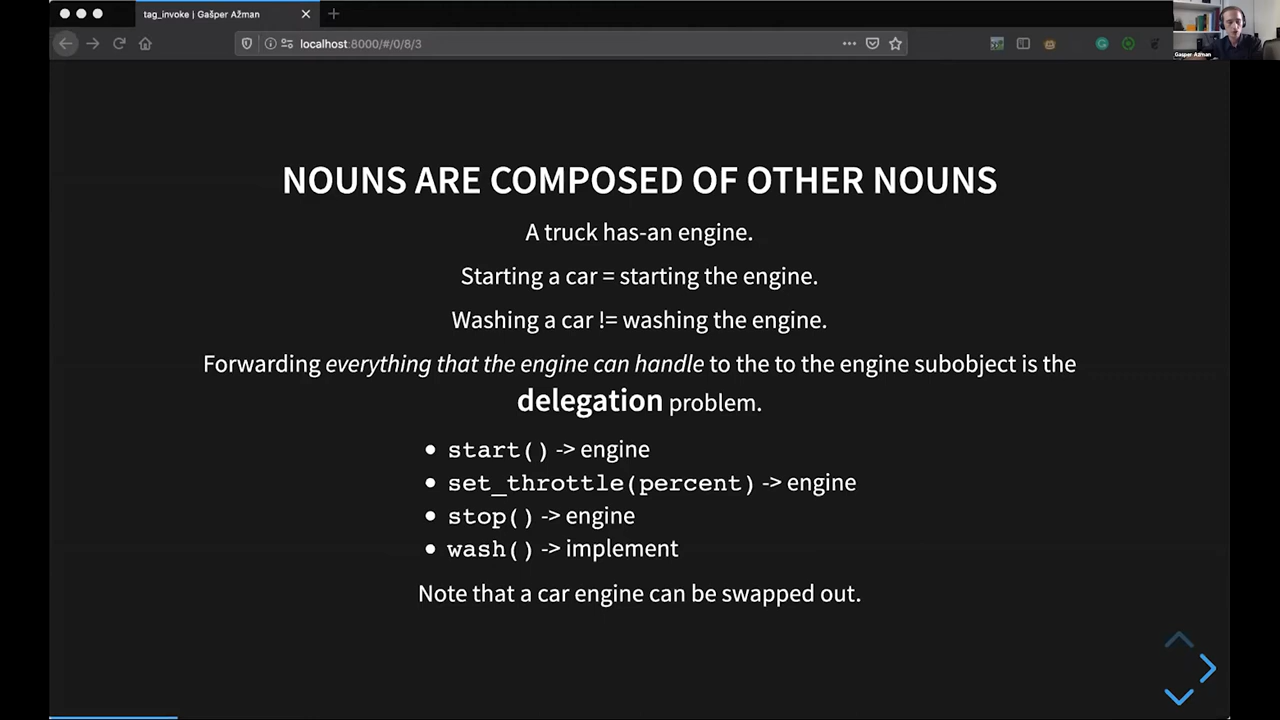 tag_invoke | Gašper Ažman
localhost:8000/#/0/8/3
Gašper Ažman
NOUNS ARE COMPOSED OF OTHER NOUNS
A truck has-an engine.
Starting a car = starting the engine.
Washing a car != washing the engine.
Forwarding everything that the engine can handle to the to the engine subobject is the
delegation problem.
• start() -> engine
• set_throttle(percent) -> engine
• stop() -> engine
• wash() -> implement
Note that a car engine can be swapped out.